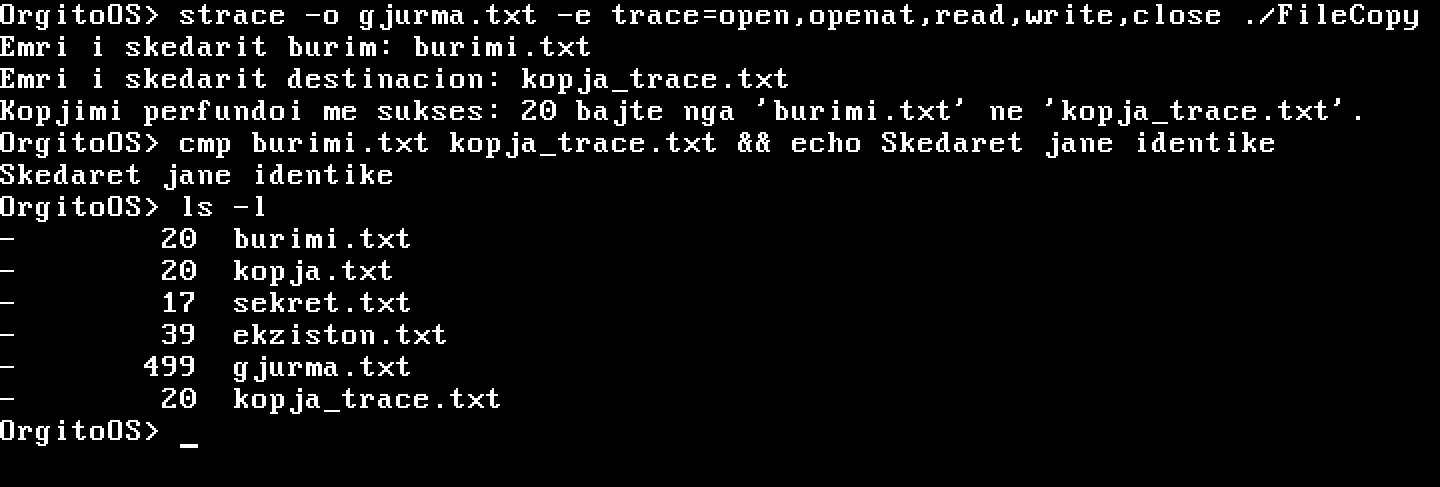 OrgitoOS> strace -o gjurma.txt -e trace=open,openat,read,write,close ./FileCopy
Emri i skedarit burim: burimi.txt
Emri i skedarit destinacion: kopja_trace.txt
Kopjimi perfundoi me sukses: 20 bajte nga 'burimi.txt' ne 'kopja_trace.txt'.
OrgitoOS> cmp burimi.txt kopja_trace.txt && echo Skedaret jane identike
Skedaret jane identike
OrgitoOS> ls -l
-        20  burimi.txt
-        20  kopja.txt
-        17  sekret.txt
-        39  ekziston.txt
-       499  gjurma.txt
-        20  kopja_trace.txt
OrgitoOS> _